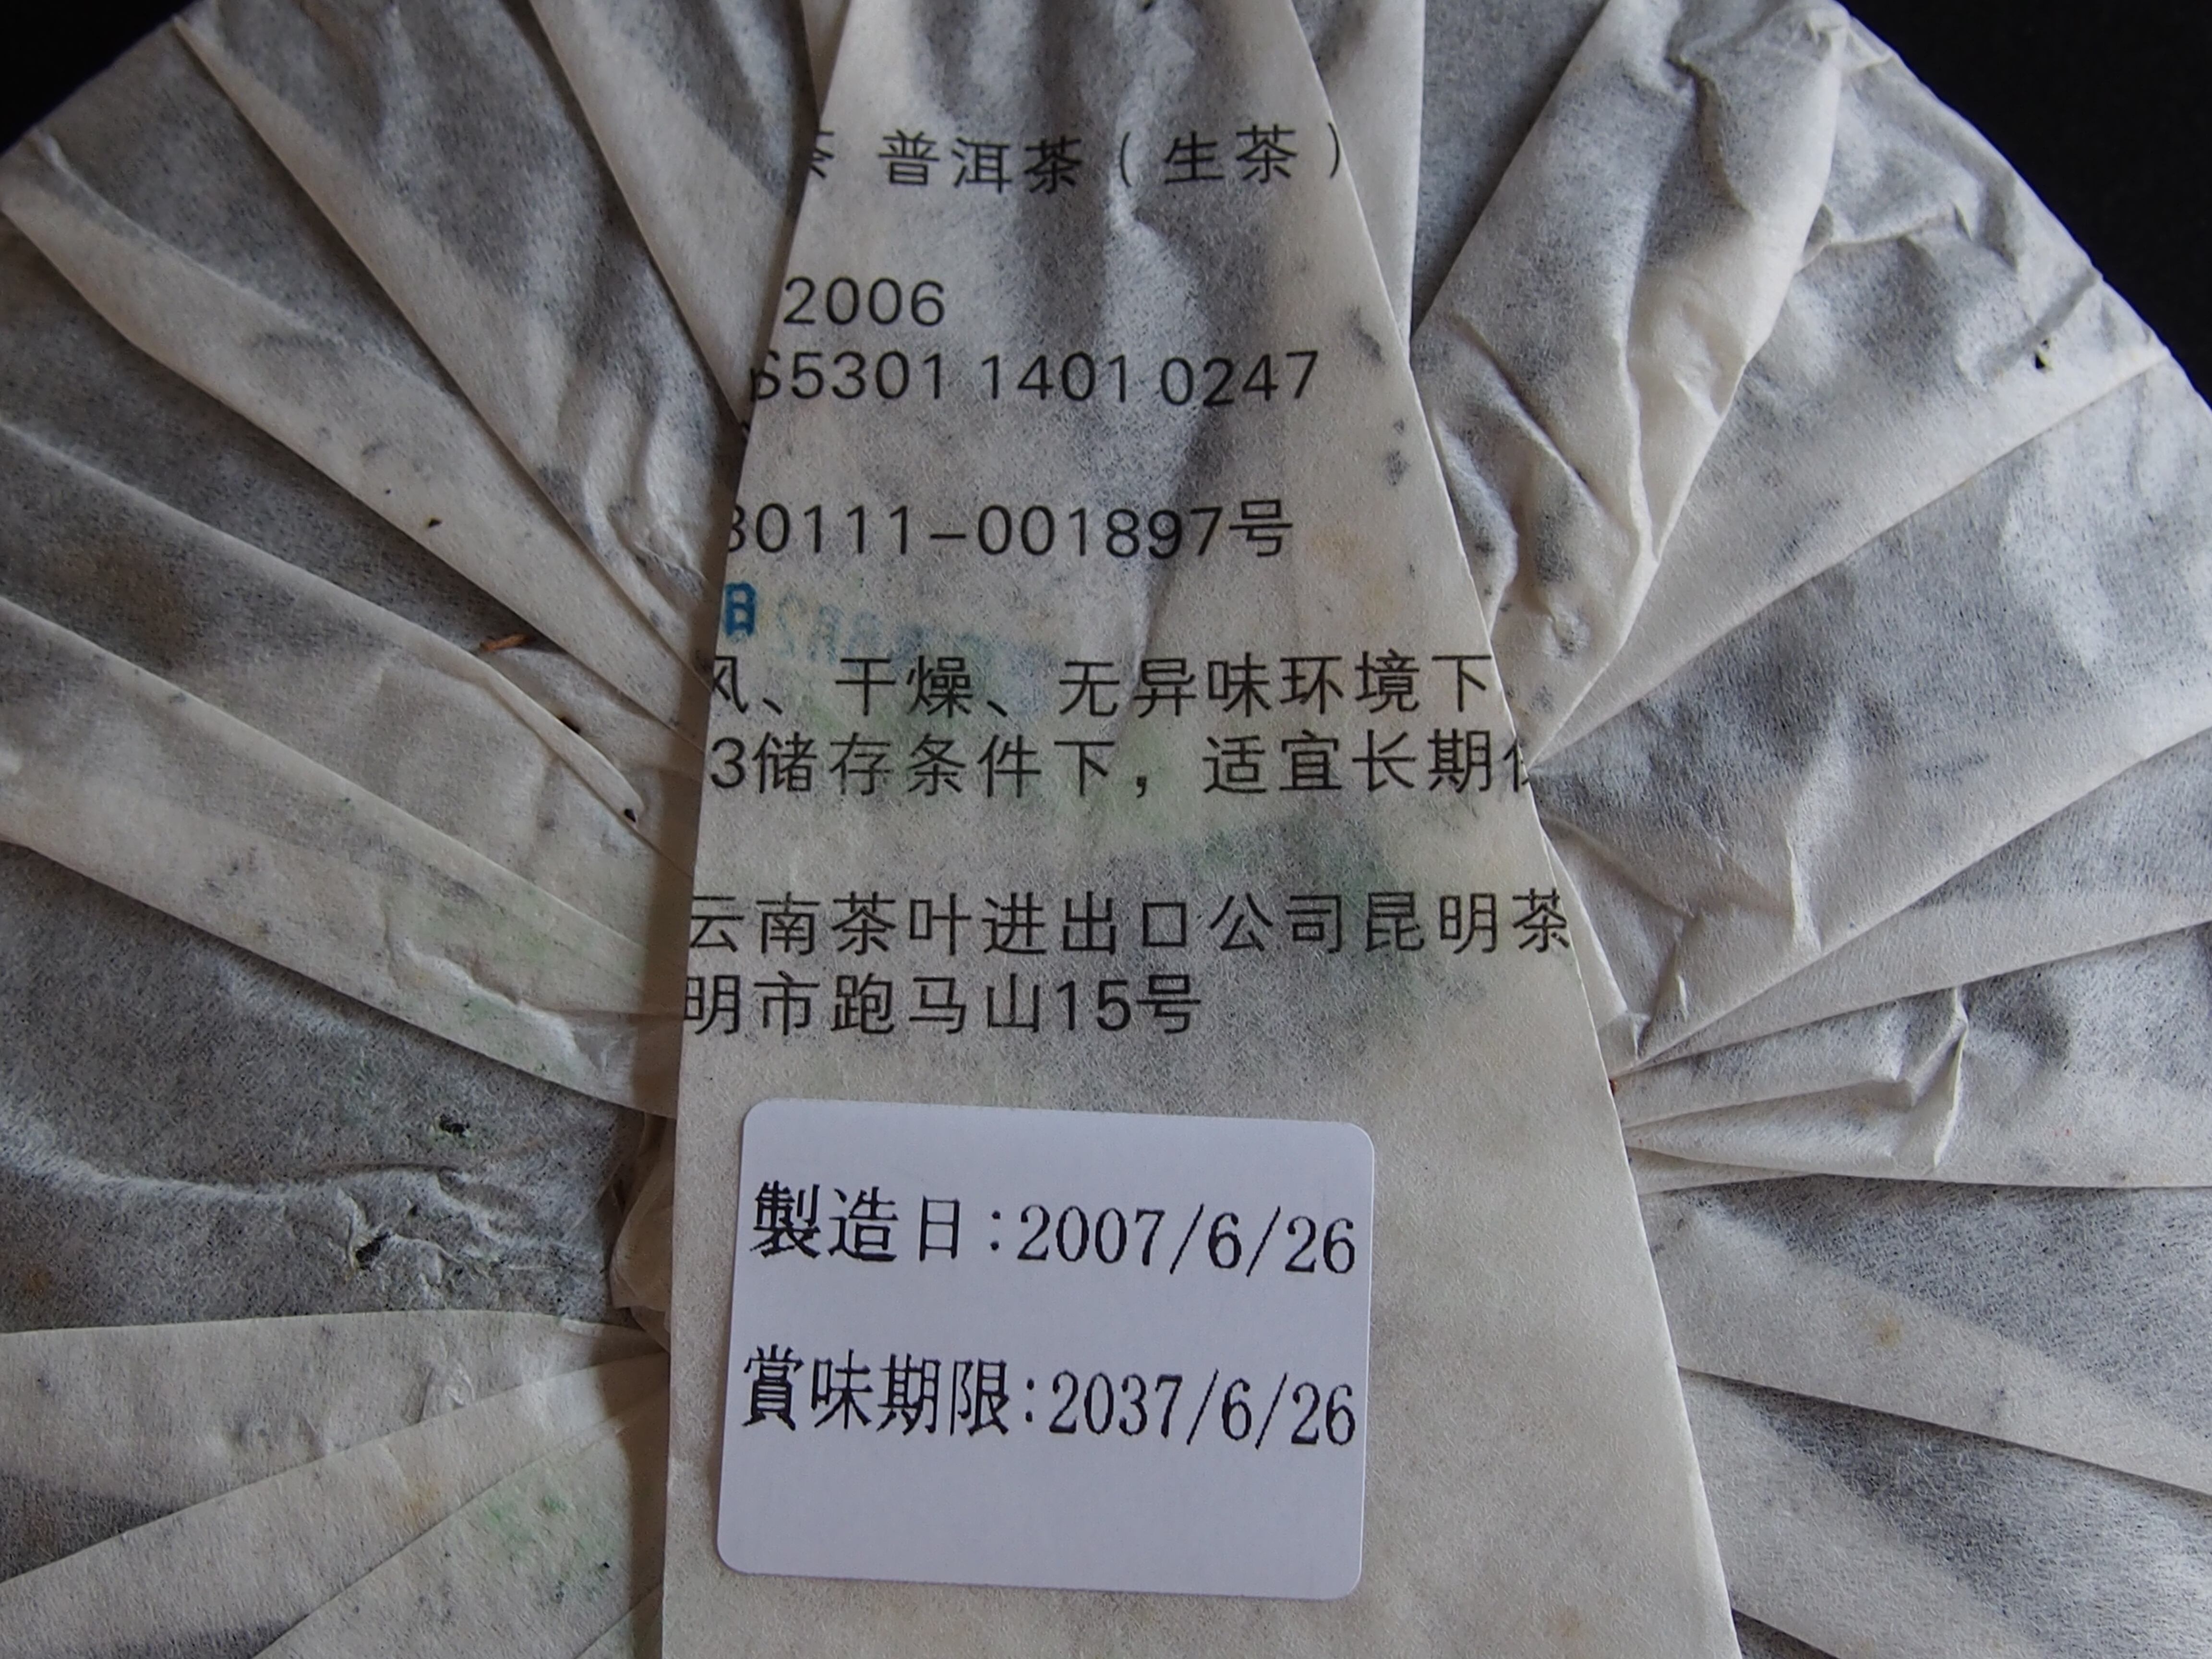 茶 普洱茶（生茶）
2006
S5301 1401 0247
30111-001897号
日
风、干燥、无异味环境下
3储存条件下，适宜长期
云南茶叶进出口公司昆明茶
明市跑马山15号
製造日:2007/6/26
賞味期限:2037/6/26